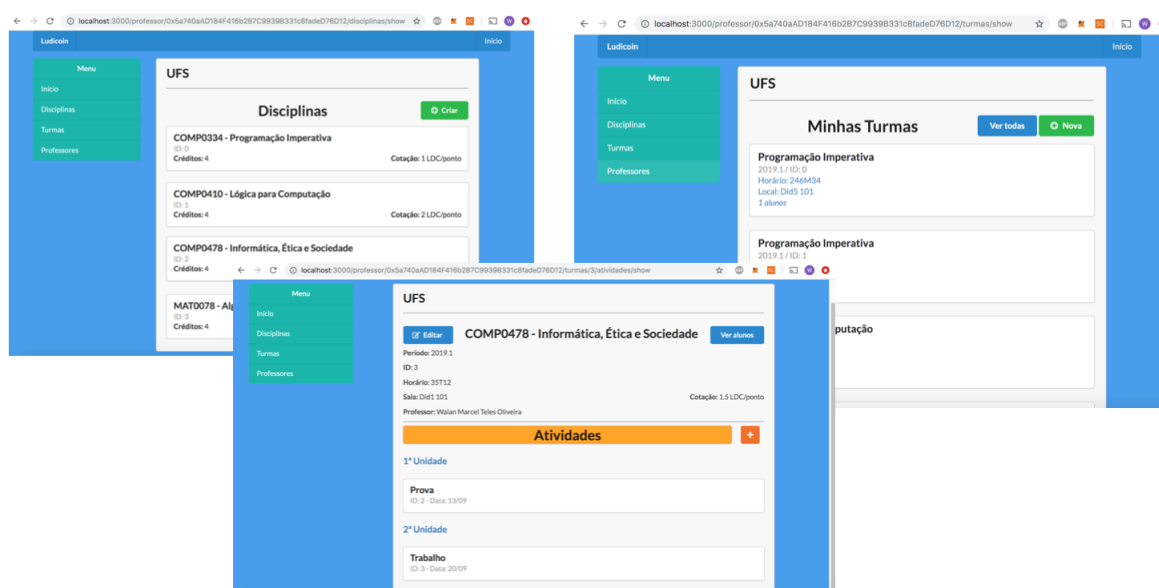 localhost:3000/professor/0x5a740aAD184F416b2B7C9939B331c8fadeD76D12/disciplinas/show
Ludicoin
Início
Menu
Início
Disciplinas
Turmas
Professores
UFS
Disciplinas
Criar
COMP0334 - Programação Imperativa
ID: 0
Créditos: 4
Cotação: 1 LDC/ponto
COMP0410 - Lógica para Computação
ID: 1
Créditos: 4
Cotação: 2 LDC/ponto
COMP0478 - Informática, Ética e Sociedade
ID: 2
Créditos: 4
MAT0078 -
ID: 3
Créditos: 4
localhost:3000/professor/0x5a740aAD184F416b2B7C9939B331c8fadeD76D12/turmas/show
Ludicoin
Início
Menu
Início
Disciplinas
Turmas
Professores
UFS
Minhas Turmas
Ver todas
Nova
Programação Imperativa
2019.1 / ID: 0
Horário: 246M34
Local: Did5 101
1 alunos
Programação Imperativa
2019.1 / ID: 1
putação
localhost:3000/professor/0x5a740aAD184F416b2B7C9939B331c8fadeD76D12/turmas/3/atividades/show
Menu
Início
Disciplinas
Turmas
Professores
UFS
Editar
COMP0478 - Informática, Ética e Sociedade
Ver alunos
Período: 2019.1
ID: 3
Horário: 35T12
Sala: Did1 101
Cotação: 1.5 LDC/ponto
Professor: Walan Marcel Teles Oliveira
Atividades
+
1ª Unidade
Prova
ID: 2 - Data: 13/09
2ª Unidade
Trabalho
ID: 3 - Data: 20/09